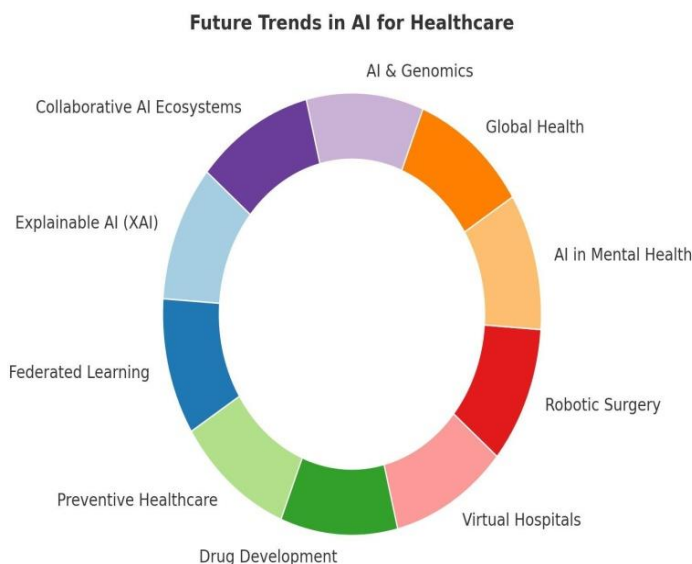 Future Trends in AI for Healthcare
AI & Genomics
Collaborative AI Ecosystems
Global Health
Explainable AI (XAI)
AI in Mental Health
Federated Learning
Robotic Surgery
Preventive Healthcare
Virtual Hospitals
Drug Development